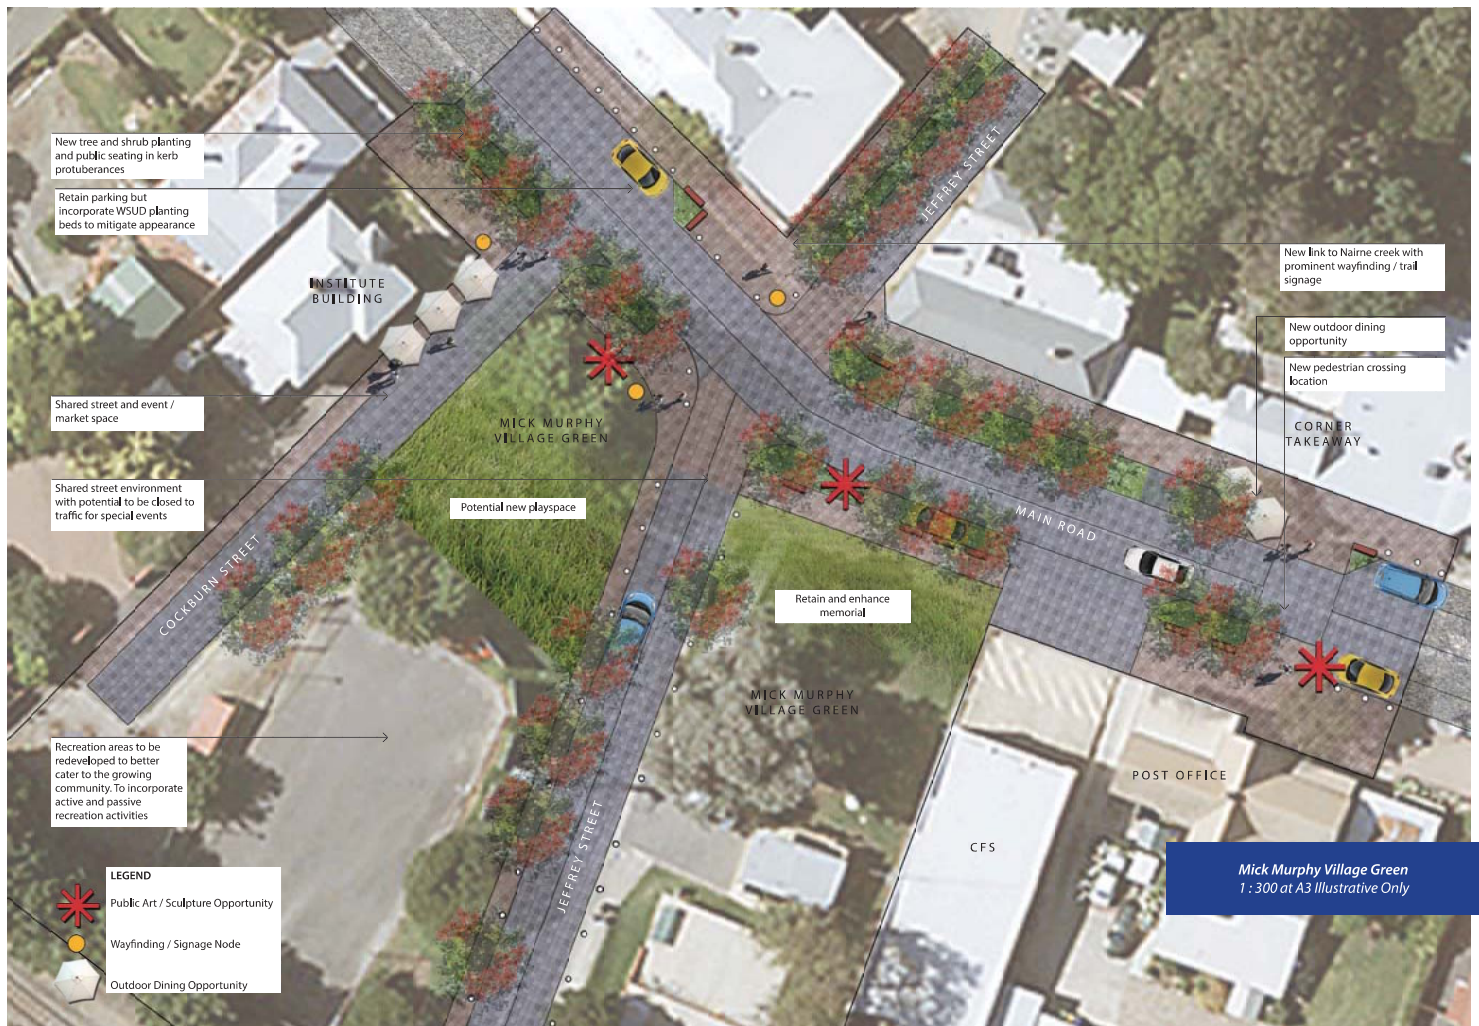 New tree and shrub planting
and public seating in kerb
protuberances
Retain parking but
incorporate WSUD planting
beds to mitigate appearance
INSTITUTE
BUILDING
JEFFREY STREET
New link to Nairne creek with
prominent wayfinding / trail
signage
New outdoor dining
opportunity
New pedestrian crossing
location
Shared street and event /
market space
MICK MURPHY
VILLAGE GREEN
CORNER
TAKEAWAY
Shared street environment
with potential to be closed to
traffic for special events
Potential new playspace
MAIN ROAD
COCKBURN STREET
Retain and enhance
memorial
MICK MURPHY
VILLAGE GREEN
Recreation areas to be
redeveloped to better
cater to the growing
community. To incorporate
active and passive
recreation activities
POST OFFICE
JEFFREY STREET
CFS
LEGEND
Public Art / Sculpture Opportunity
Wayfinding / Signage Node
Outdoor Dining Opportunity
Mick Murphy Village Green
1 : 300 at A3 Illustrative Only